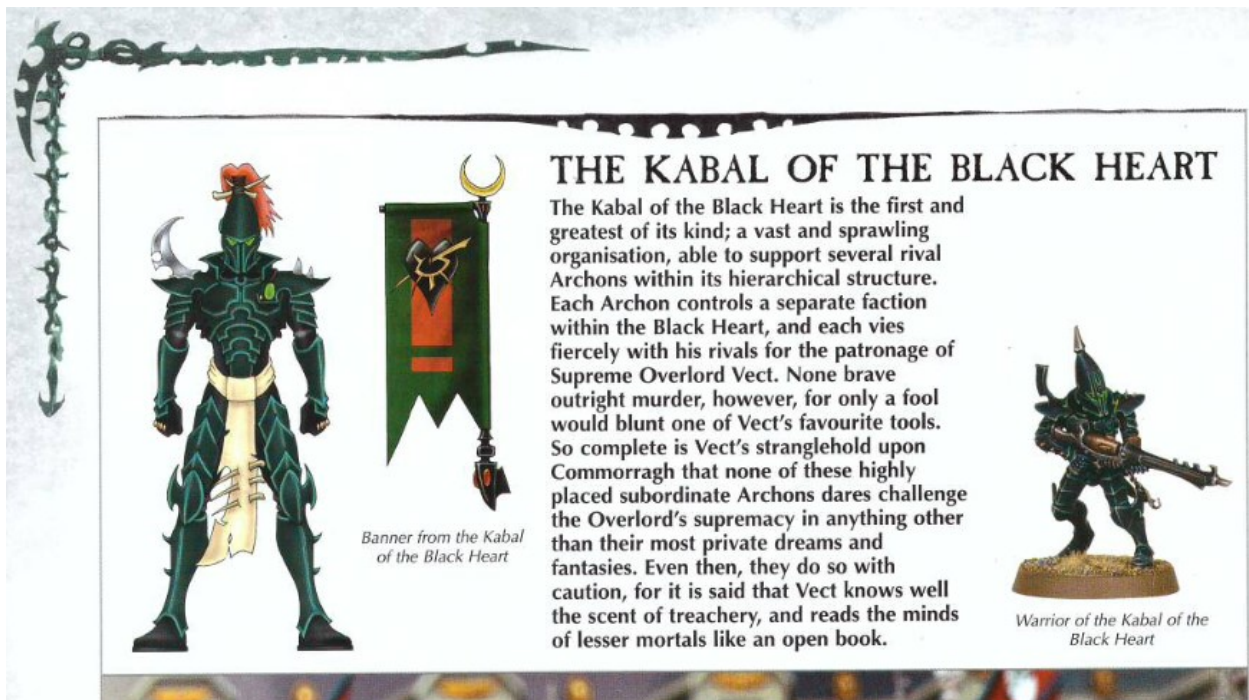 THE KABAL OF THE BLACK HEART
The Kabal of the Black Heart is the first and
greatest of its kind; a vast and sprawling
organisation, able to support several rival
Archons within its hierarchical structure.
Each Archon controls a separate faction
within the Black Heart, and each vies
fiercely with his rivals for the patronage of
Supreme Overlord Vect. None brave
outright murder, however, for only a fool
would blunt one of Vect's favourite tools.
So complete is Vect's stranglehold upon
Commorragh that none of these highly
placed subordinate Archons dares challenge
the Overlord's supremacy in anything other
than their most private dreams and
fantasies. Even then, they do so with
caution, for it is said that Vect knows well
the scent of treachery, and reads the minds
of lesser mortals like an open book.
Banner from the Kabal
of the Black Heart
Warrior of the Kabal of the
Black Heart